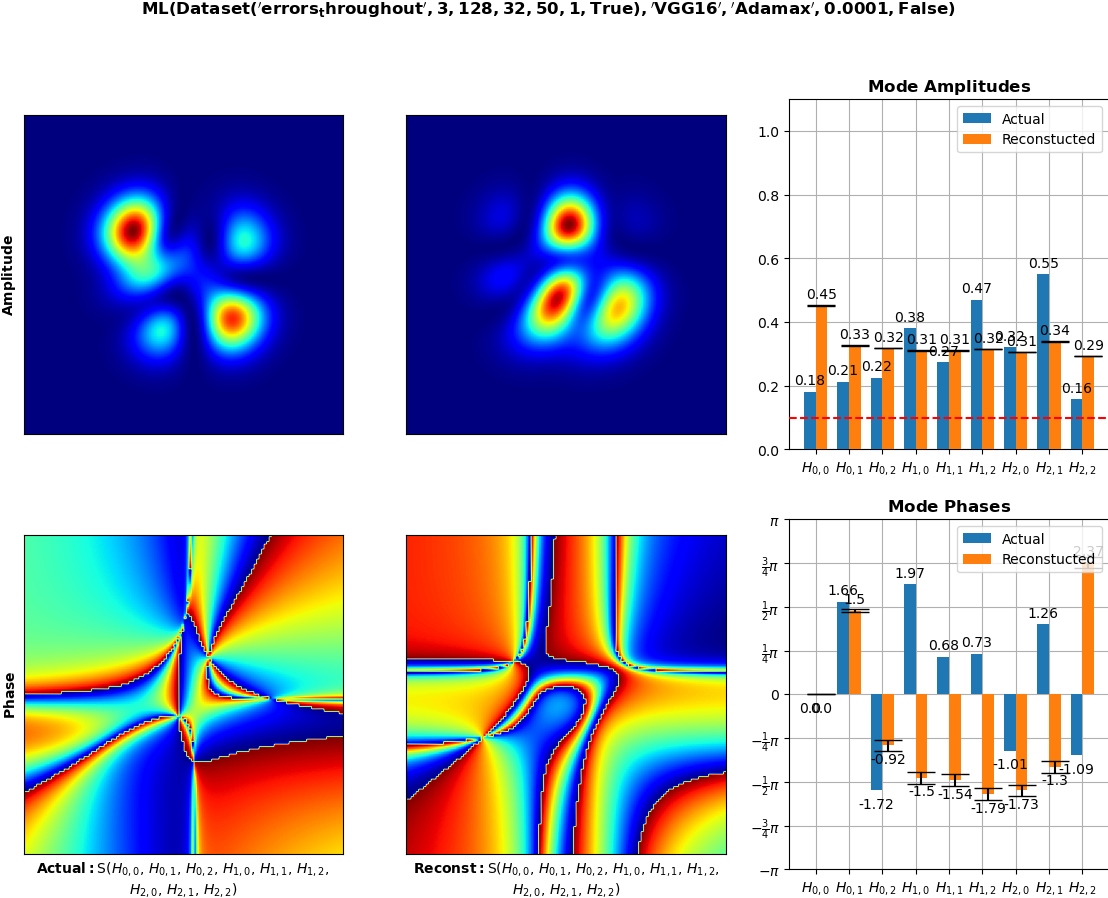 ML(Dataset('errors_throughout', 3, 128, 32, 50, 1, True), 'VGG16', 'Adamax', 0.0001, False)
Mode Amplitudes
Amplitude
Actual
Reconstucted
1.0
0.8
0.6
0.4
0.2
0.0
0.18 0.21 0.22 0.38 0.27 0.47 0.32 0.55 0.16
0.45 0.33 0.32 0.31 0.31 0.32 0.31 0.34 0.29
H0,0 H0,1 H0,2 H1,0 H1,1 H1,2 H2,0 H2,1 H2,2
Mode Phases
Phase
Actual
Reconstucted
π
3/4π
1/2π
1/4π
0
−1/4π
−1/2π
−3/4π
−π
0.0 1.66 -1.72 1.97 0.68 0.73 -1.01 1.26 -1.09
0.0 1.5 -0.92 -1.5 -1.54 -1.79 -1.73 -1.3 2.37
H0,0 H0,1 H0,2 H1,0 H1,1 H1,2 H2,0 H2,1 H2,2
Actual: S(H0,0, H0,1, H0,2, H1,0, H1,1, H1,2,
H2,0, H2,1, H2,2)
Reconst: S(H0,0, H0,1, H0,2, H1,0, H1,1, H1,2,
H2,0, H2,1, H2,2)